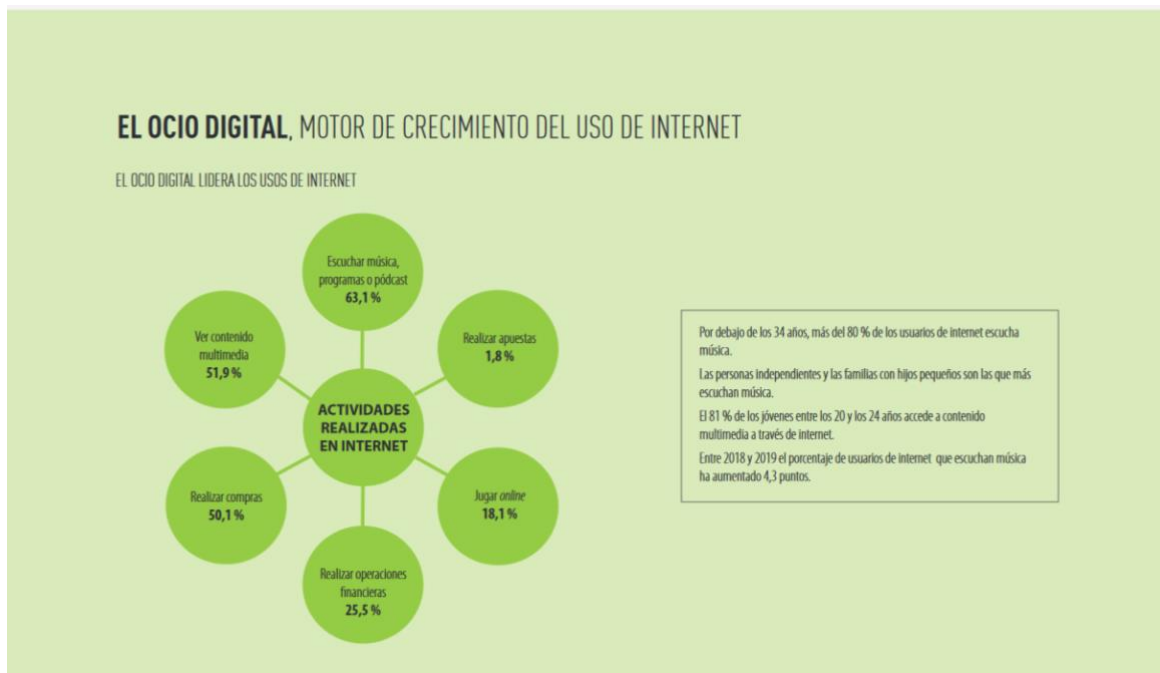 EL OCIO DIGITAL, MOTOR DE CRECIMIENTO DEL USO DE INTERNET
EL OCIO DIGITAL LIDERA LOS USOS DE INTERNET
Escuchar música,
programas o pódcast
63,1 %
Ver contenido
multimedia
51,9 %
Realizar apuestas
1,8 %
ACTIVIDADES
REALIZADAS
EN INTERNET
Realizar compras
50,1 %
Jugar online
18,1 %
Realizar operaciones
financieras
25,5 %
Por debajo de los 34 años, más del 80 % de los usuarios de internet escucha
música.
Las personas independientes y las familias con hijos pequeños son las que más
escuchan música.
El 81 % de los jóvenes entre los 20 y los 24 años accede a contenido
multimedia a través de internet.
Entre 2018 y 2019 el porcentaje de usuarios de internet que escuchan música
ha aumentado 4,3 puntos.